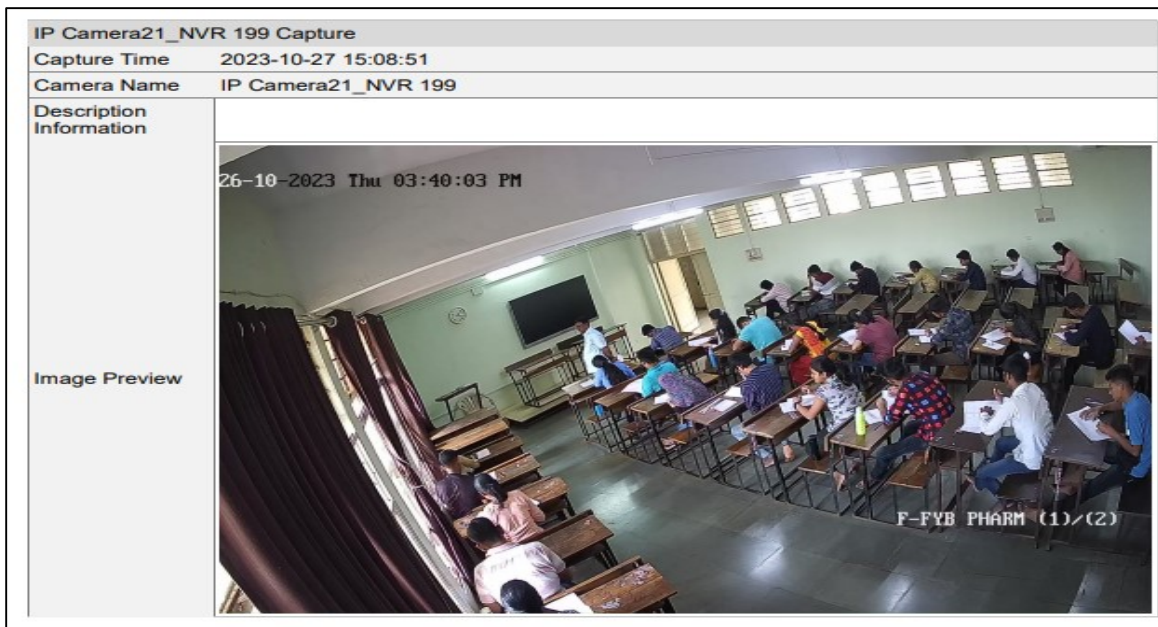 IP Camera21_NVR 199 Capture
Capture Time 2023-10-27 15:08:51
Camera Name IP Camera21_NVR 199
Description
Information
Image Preview
26-10-2023 Thu 03:40:03 PM
F-FYB PHARM (1)/(2)